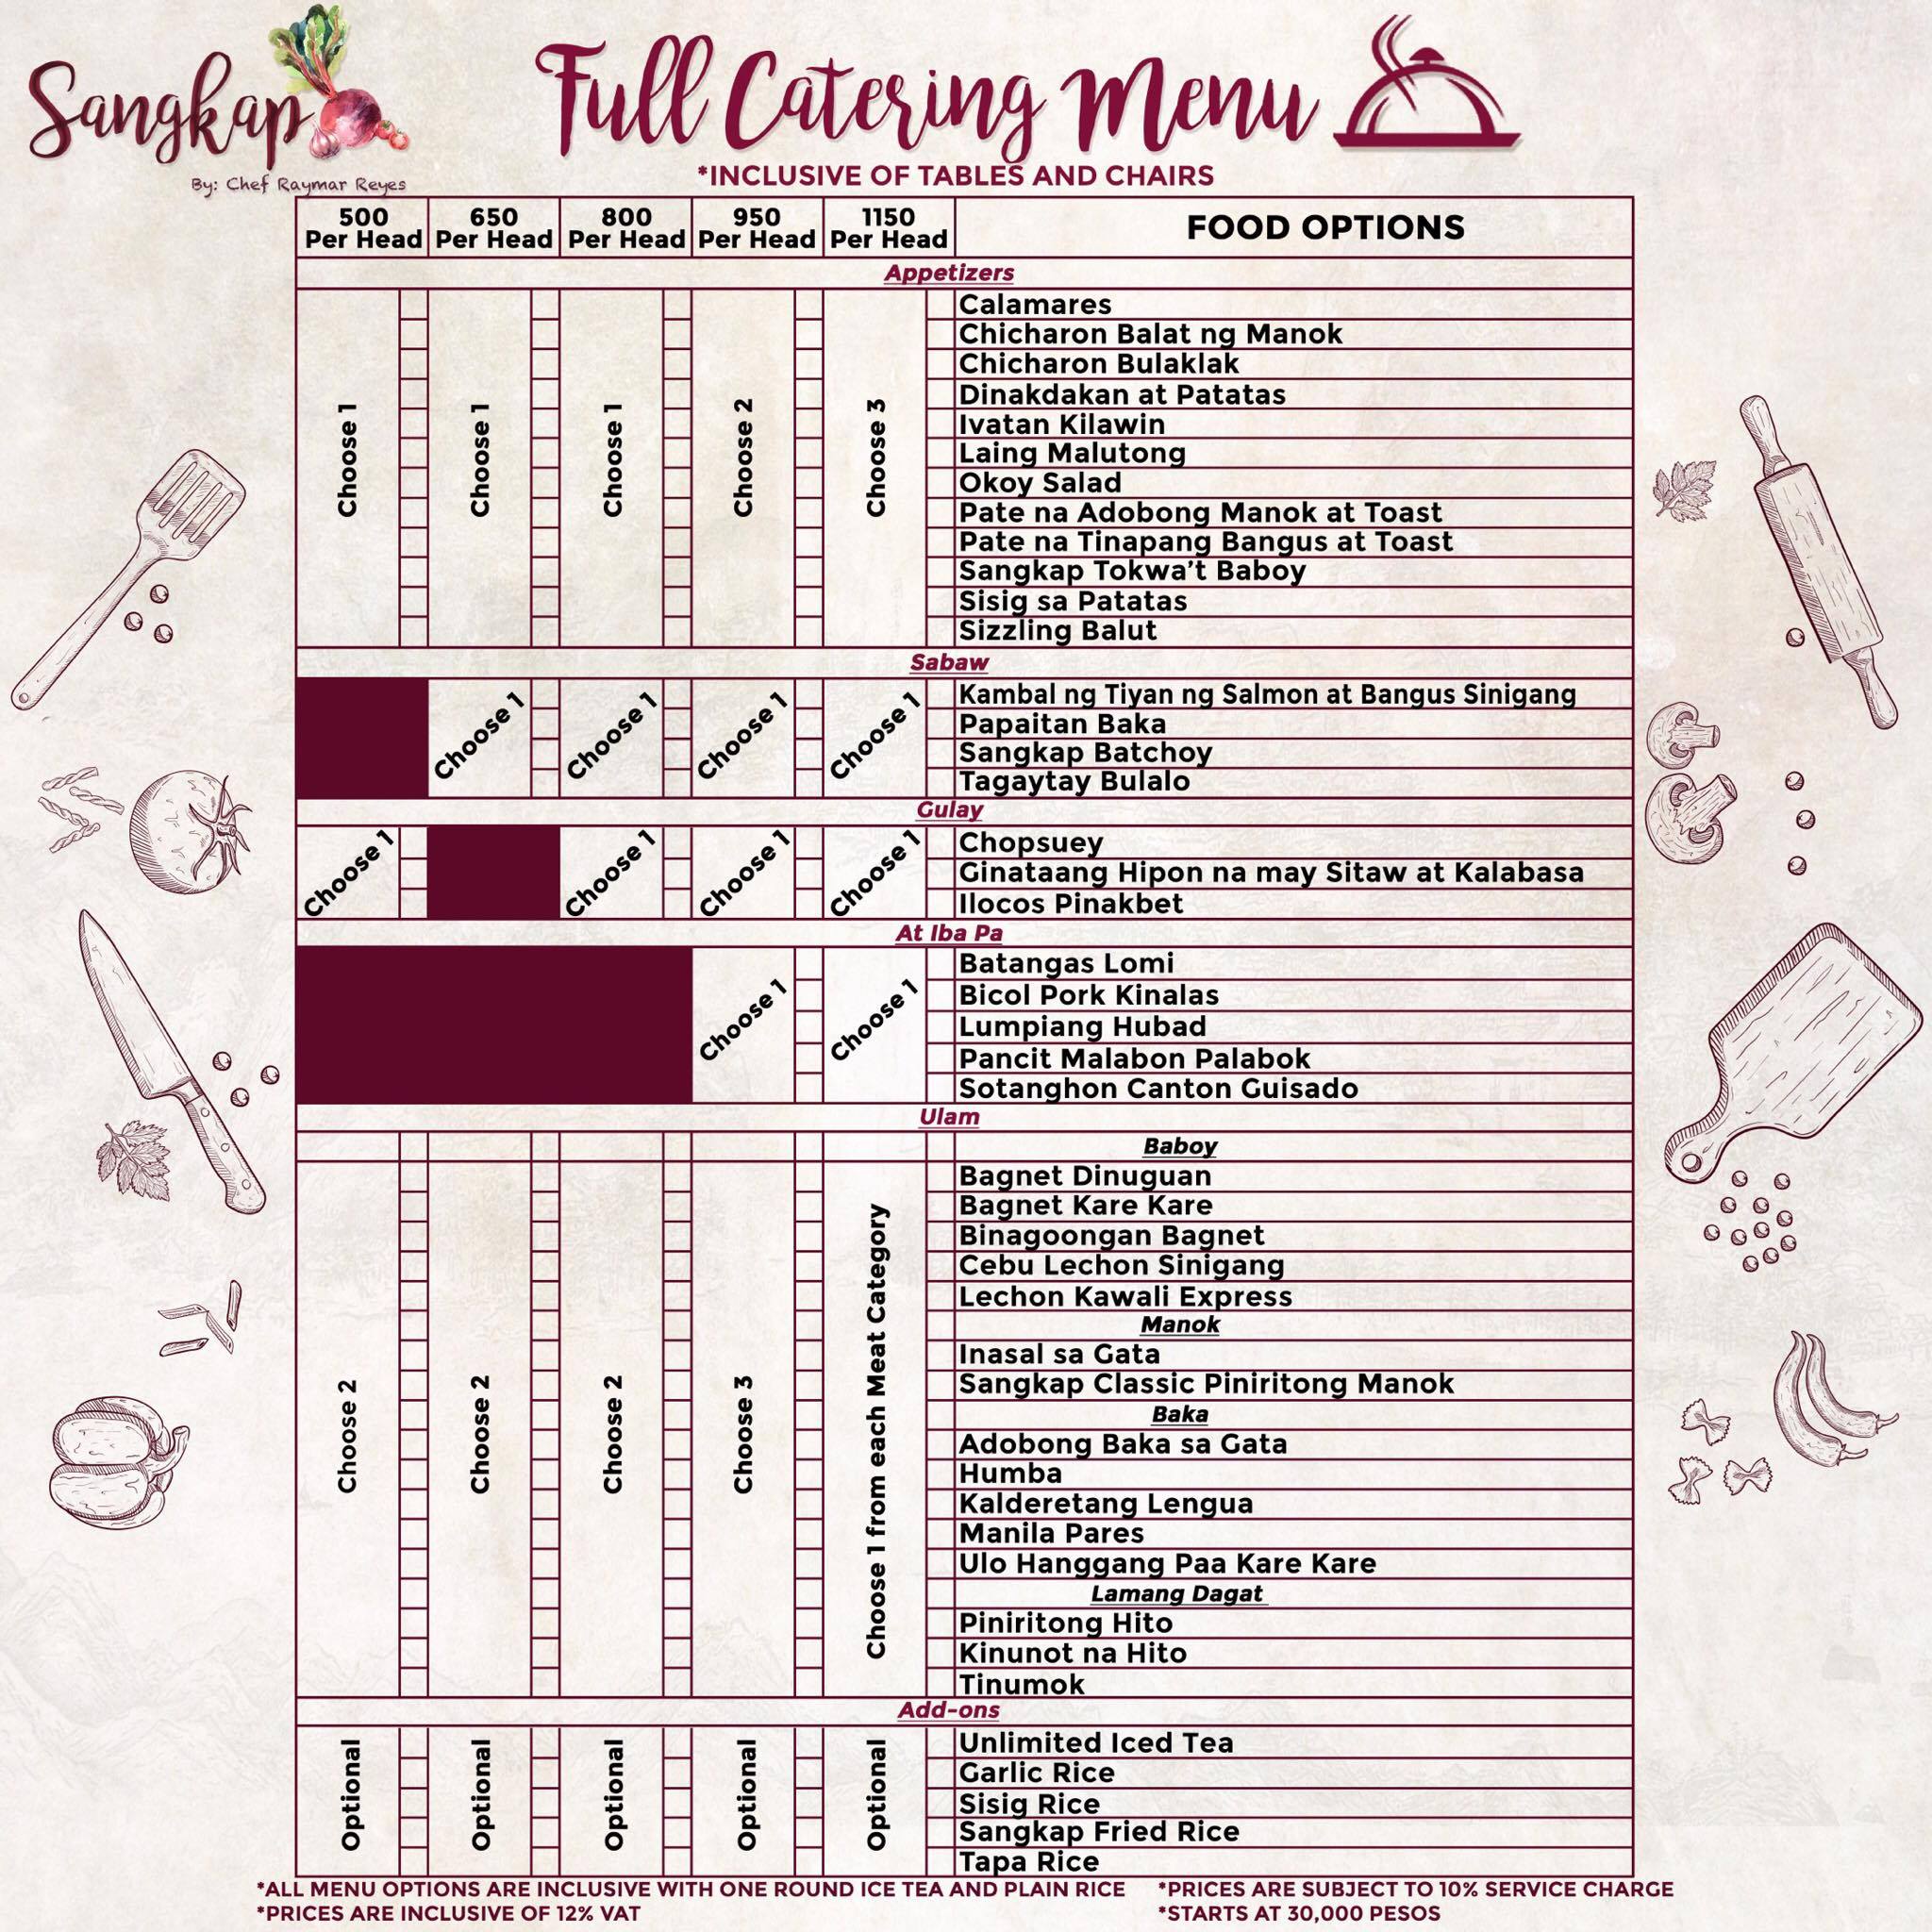 Sangkap
By: Chef Raymar Reyes
Full Catering Menu
*INCLUSIVE OF TABLES AND CHAIRS
500 Per Head
650 Per Head
800 Per Head
950 Per Head
1150 Per Head
FOOD OPTIONS
Appetizers
Choose 1
Choose 1
Choose 1
Choose 2
Choose 3
Calamares
Chicharon Balat ng Manok
Chicharon Bulaklak
Dinakdakan at Patatas
Ivatan Kilawin
Laing Malutong
Okoy Salad
Pate na Adobong Manok at Toast
Pate na Tinapang Bangus at Toast
Sangkap Tokwa't Baboy
Sisig sa Patatas
Sizzling Balut
Sabaw
Choose 1
Choose 1
Choose 1
Choose 1
Kambal ng Tiyan ng Salmon at Bangus Sinigang
Papaitan Baka
Sangkap Batchoy
Tagaytay Bulalo
Gulay
Choose 1
Choose 1
Choose 1
Choose 1
Chopsuey
Ginataang Hipon na may Sitaw at Kalabasa
Ilocos Pinakbet
At Iba Pa
Choose 1
Choose 1
Batangas Lomi
Bicol Pork Kinalas
Lumpiang Hubad
Pancit Malabon Palabok
Sotanghon Canton Guisado
Ulam
Choose 2
Choose 2
Choose 2
Choose 3
Choose 1 from each Meat Category
Baboy
Bagnet Dinuguan
Bagnet Kare Kare
Binagoongan Bagnet
Cebu Lechon Sinigang
Lechon Kawali Express
Manok
Inasal sa Gata
Sangkap Classic Piniritong Manok
Baka
Adobong Baka sa Gata
Humba
Kalderetang Lengua
Manila Pares
Ulo Hanggang Paa Kare Kare
Lamang Dagat
Piniritong Hito
Kinunot na Hito
Tinumok
Add-ons
Optional
Optional
Optional
Optional
Optional
Unlimited Iced Tea
Garlic Rice
Sisig Rice
Sangkap Fried Rice
Tapa Rice
*ALL MENU OPTIONS ARE INCLUSIVE WITH ONE ROUND ICE TEA AND PLAIN RICE
*PRICES ARE INCLUSIVE OF 12% VAT
*PRICES ARE SUBJECT TO 10% SERVICE CHARGE
*STARTS AT 30,000 PESOS